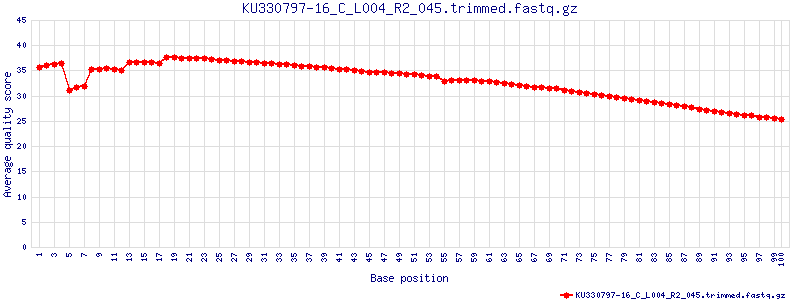 KU330797-16_C_L004_R2_045.trimmed.fastq.gz
Average quality score
45
40
35
30
25
20
15
10
5
0
1 3 5 7 9 11 13 15 17 19 21 23 25 27 29 31 33 35 37 39 41 43 45 47 49 51 53 55 57 59 61 63 65 67 69 71 73 75 77 79 81 83 85 87 89 91 93 95 97 99 100
Base position
KU330797-16_C_L004_R2_045.trimmed.fastq.gz